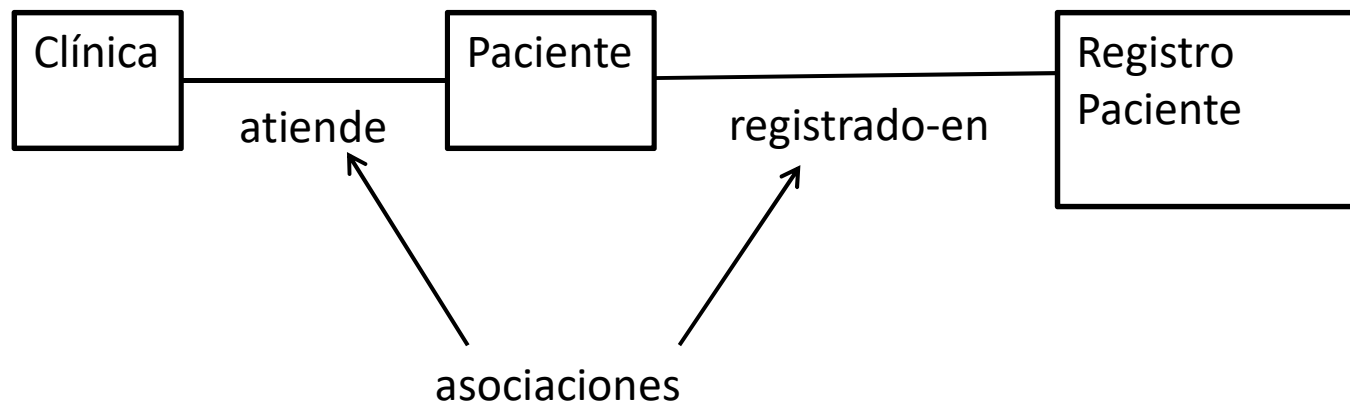 Clínica
Paciente
Registro
Paciente
atiende
registrado-en
asociaciones